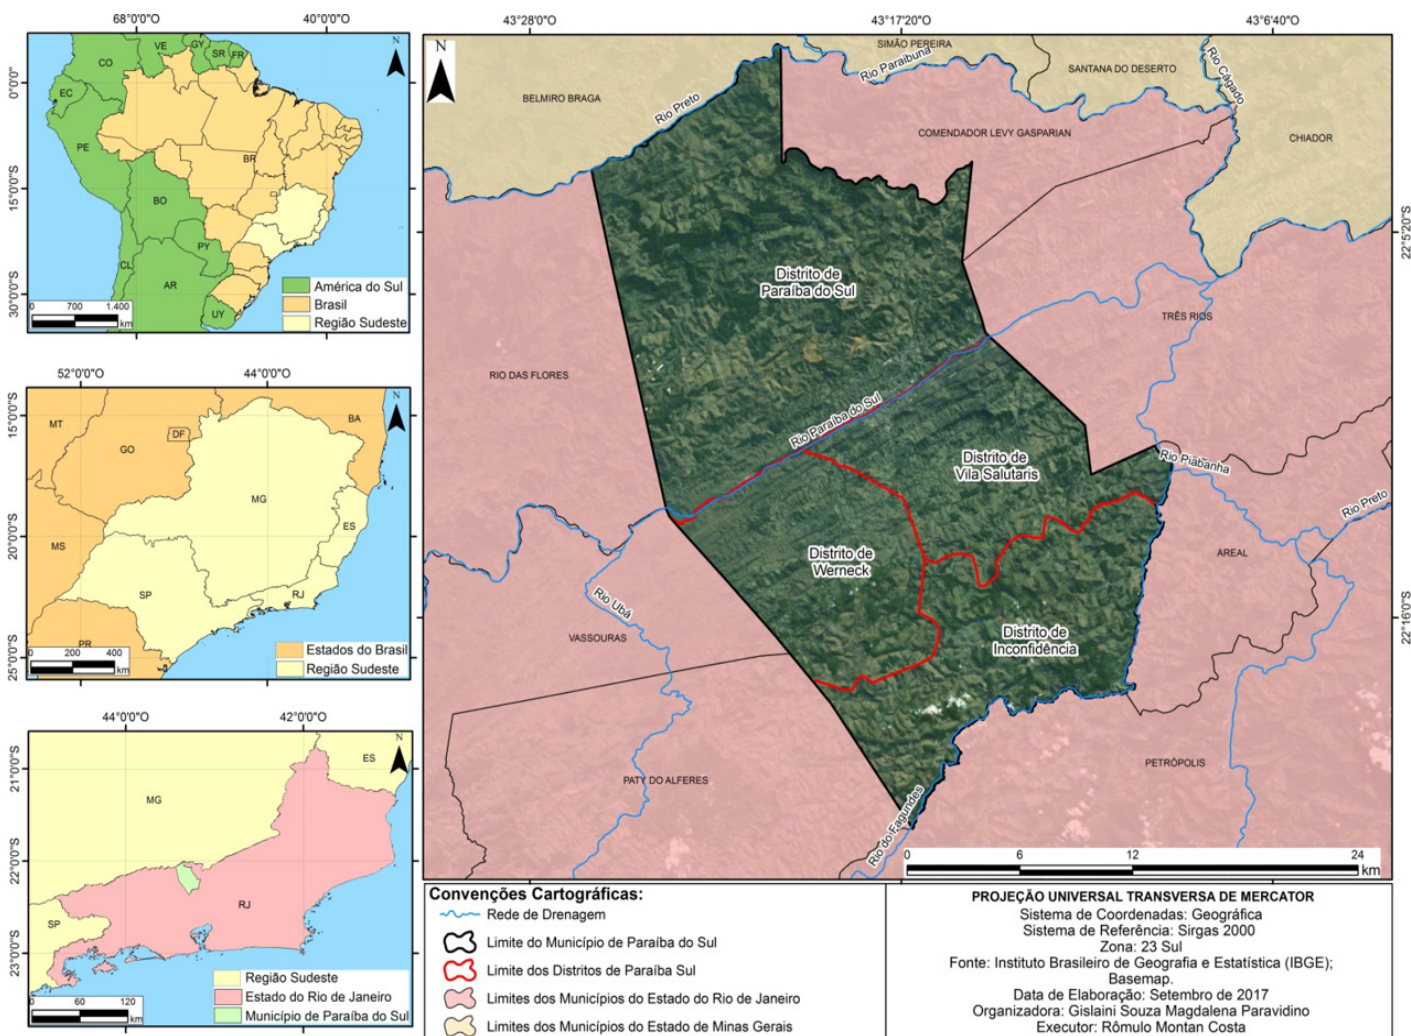 68°0'0"O
40°0'0"O
0°0'0"
15°0'0"S
30°0'0"S
N
VE
GY
SR
FR
CO
EC
PE
BR
BO
PY
CL
AR
UY
0
700
1.400
km
América do Sul
Brasil
Região Sudeste
52°0'0"O
44°0'0"O
15°0'0"S
20°0'0"S
25°0'0"S
N
MT
GO
DF
BA
MG
ES
MS
SP
RJ
PR
0
200
400
km
Estados do Brasil
Região Sudeste
44°0'0"O
42°0'0"O
21°0'0"S
22°0'0"S
23°0'0"S
N
ES
MG
RJ
SP
0
60
120
km
Região Sudeste
Estado do Rio de Janeiro
Município de Paraíba do Sul
43°28'0"O
43°17'20"O
43°6'40"O
22°5'20"S
22°16'0"S
N
SIMÃO PEREIRA
Rio Paraibuna
SANTANA DO DESERTO
Rio Cágado
BELMIRO BRAGA
Rio Preto
COMENDADOR LEVY GASPARIAN
CHIADOR
Distrito de
Paraíba do Sul
TRÊS RIOS
RIO DAS FLORES
Rio Paraíba do Sul
Distrito de
Vila Salutaris
Rio Piabanha
Rio Preto
Distrito de
Werneck
AREAL
Rio Ubá
VASSOURAS
Distrito de
Inconfidência
PATY DO ALFERES
PETRÓPOLIS
Rio do Fagundes
0
6
12
24
km
Convenções Cartográficas:
Rede de Drenagem
Limite do Município de Paraíba do Sul
Limite dos Distritos de Paraíba Sul
Limites dos Municípios do Estado do Rio de Janeiro
Limites dos Municípios do Estado de Minas Gerais
PROJEÇÃO UNIVERSAL TRANSVERSA DE MERCATOR
Sistema de Coordenadas: Geográfica
Sistema de Referência: Sirgas 2000
Zona: 23 Sul
Fonte: Instituto Brasileiro de Geografia e Estatística (IBGE);
Basemap.
Data de Elaboração: Setembro de 2017
Organizadora: Gislaini Souza Magdalena Paravidino
Executor: Rômulo Montan Costa